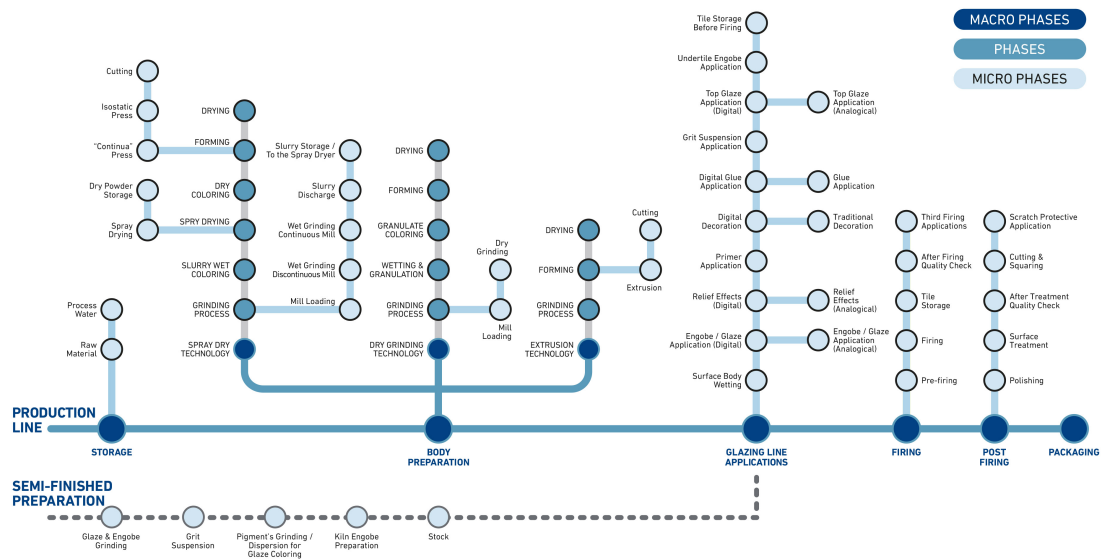 MACRO PHASES
PHASES
MICRO PHASES
Cutting
Isostatic
Press
"Continua"
Press
Dry Powder
Storage
Spray
Drying
DRYING
FORMING
DRY
COLORING
SPRY DRYING
SLURRY WET
COLORING
GRINDING
PROCESS
SPRAY DRY
TECHNOLOGY
Process
Water
Raw
Material
Slurry Storage /
To the Spray Dryer
Slurry
Discharge
Wet Grinding
Continuous Mill
Wet Grinding
Discontinuous Mill
Mill Loading
DRYING
FORMING
GRANULATE
COLORING
WETTING &
GRANULATION
GRINDING
PROCESS
DRY GRINDING
TECHNOLOGY
Dry
Grinding
Mill
Loading
DRYING
FORMING
GRINDING
PROCESS
EXTRUSION
TECHNOLOGY
Cutting
Extrusion
Tile Storage
Before Firing
Undertile Engobe
Application
Top Glaze
Application
(Digital)
Top Glaze
Application
(Analogical)
Grit Suspension
Application
Digital Glue
Application
Glue
Application
Digital
Decoration
Traditional
Decoration
Primer
Application
Relief Effects
(Digital)
Relief
Effects
(Analogical)
Engobe / Glaze
Application (Digital)
Engobe / Glaze
Application
(Analogical)
Surface Body
Wetting
Third Firing
Applications
After Firing
Quality Check
Tile
Storage
Firing
Pre-firing
Scratch Protective
Application
Cutting &
Squaring
After Treatment
Quality Check
Surface
Treatment
Polishing
PRODUCTION
LINE
STORAGE
BODY
PREPARATION
GLAZING LINE
APPLICATIONS
FIRING
POST
FIRING
PACKAGING
SEMI-FINISHED
PREPARATION
Glaze & Engobe
Grinding
Grit
Suspension
Pigment's Grinding /
Dispersion for
Glaze Coloring
Kiln Engobe
Preparation
Stock